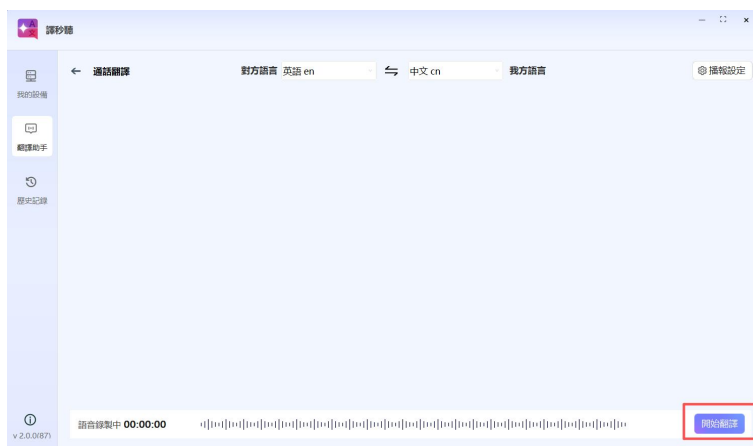 譯秒聽
我的設備
翻譯助手
歷史記錄
v 2.0.0(87)
← 通話翻譯
對方語言 英語 en
中文 cn 我方語言
播報設定
語音錄製中 00:00:00
開始翻譯